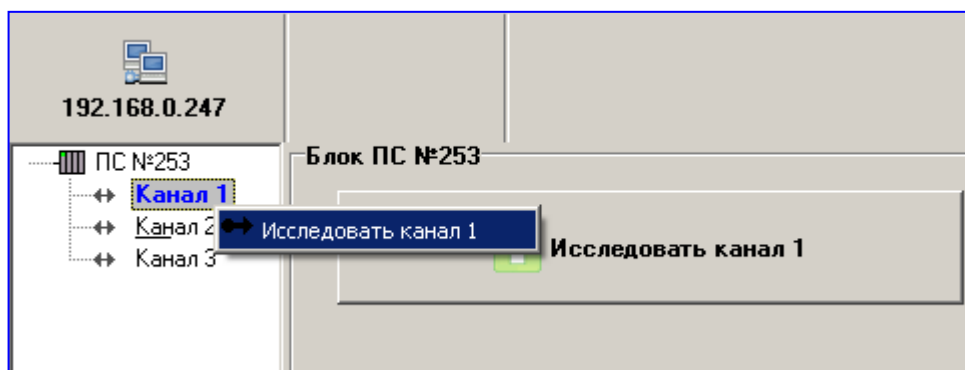 192.168.0.247
ПС №253
Канал 1
Канал 2
Канал 3
Исследовать канал 1
Блок ПС №253
Исследовать канал 1